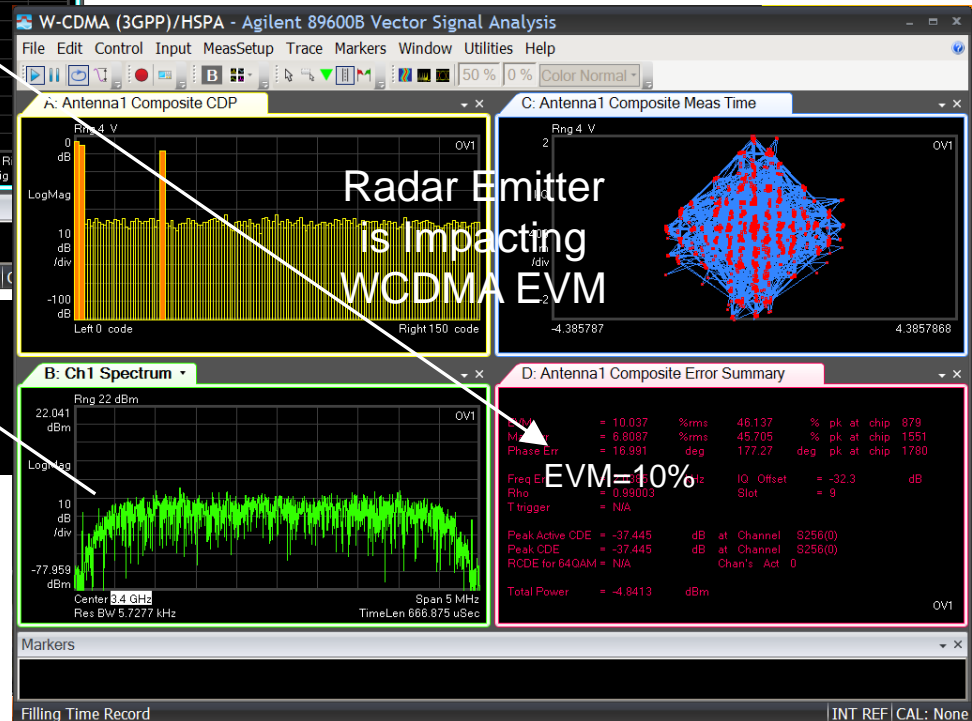 W-CDMA (3GPP)/HSPA - Agilent 89600B Vector Signal Analysis
File Edit Control Input MeasSetup Trace Markers Window Utilities Help
B 50 % 0 % Color Normal
A: Antenna1 Composite CDP
Rng 4 V
0
dB
OV1
LogMag
10
dB
/div
-100
dB
Left 0 code
Right 150 code
C: Antenna1 Composite Meas Time
Rng 4 V
2
OV1
/div
-2
-4.385787
4.3857868
Radar Emitter
is Impacting
WCDMA EVM
B: Ch1 Spectrum
Rng 22 dBm
22.041
dBm
OV1
LogMag
10
dB
/div
-77.959
dBm
Center 3.4 GHz
Span 5 MHz
Res BW 5.7277 kHz
TimeLen 666.875 uSec
D: Antenna1 Composite Error Summary
EVM = 10.037 %rms 46.137 % pk at chip 879
= 6.8087 %rms 45.705 % pk at chip 1551
Phase Err = 16.991 deg 177.27 deg pk at chip 1780
EVM=10%
Freq IQ Offset = -32.3 dB
Rho = 0.99003 Slot = 9
T trigger = N/A
Peak Active CDE = -37.445 dB at Channel S256(0)
Peak CDE = -37.445 dB at Channel S256(0)
RCDE for 64QAM = N/A Chan's Act 0
Total Power = -4.8413 dBm
OV1
Markers
Filling Time Record
INT REF CAL: None